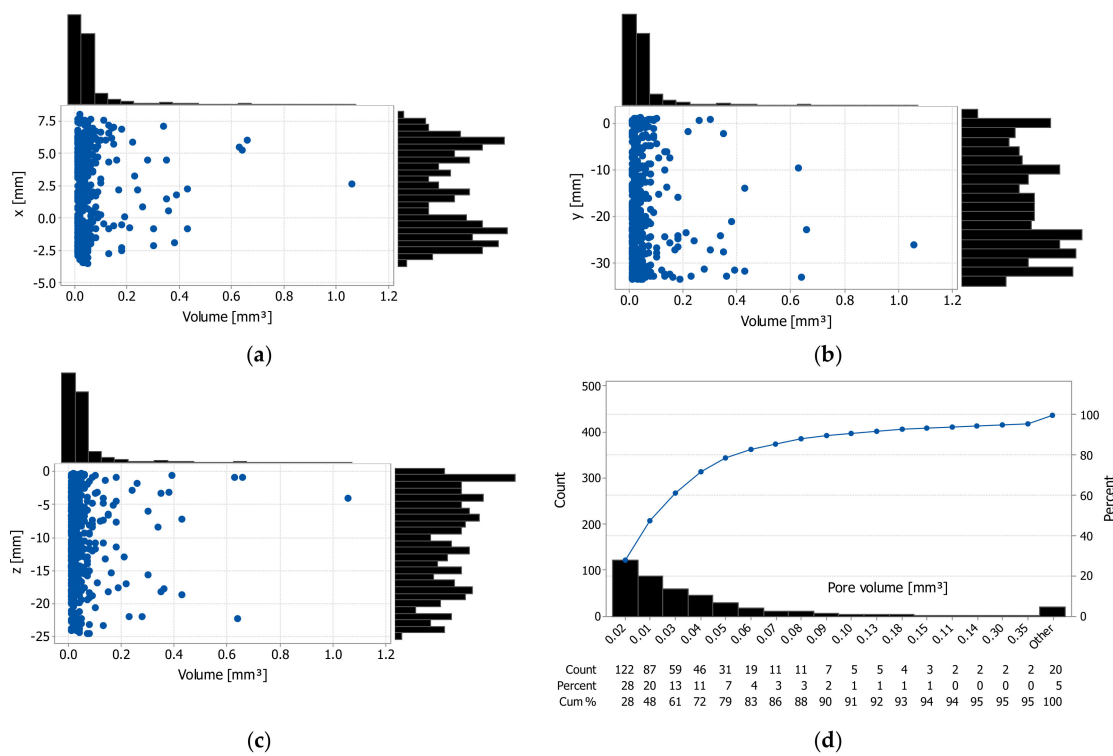 7.5
5.0
2.5
0.0
-2.5
-5.0
x [mm]
0.0 0.2 0.4 0.6 0.8 1.0 1.2
Volume [mm³]
(a)
0
-10
-20
-30
y [mm]
0.0 0.2 0.4 0.6 0.8 1.0 1.2
Volume [mm³]
(b)
0
-5
-10
-15
-20
-25
z [mm]
0.0 0.2 0.4 0.6 0.8 1.0 1.2
Volume [mm³]
(c)
500
400
300
200
100
0
Count
100
80
60
40
20
0
Percent
Pore volume [mm³]
0.02 0.01 0.03 0.04 0.05 0.06 0.07 0.08 0.09 0.10 0.13 0.18 0.15 0.11 0.14 0.30 0.35 Other
Count 122 87 59 46 31 19 11 11 7 5 5 4 3 2 2 2 2 20
Percent 28 20 13 11 7 4 3 3 2 1 1 1 1 0 0 0 0 5
Cum % 28 48 61 72 79 83 86 88 90 91 92 93 94 94 95 95 95 100
(d)